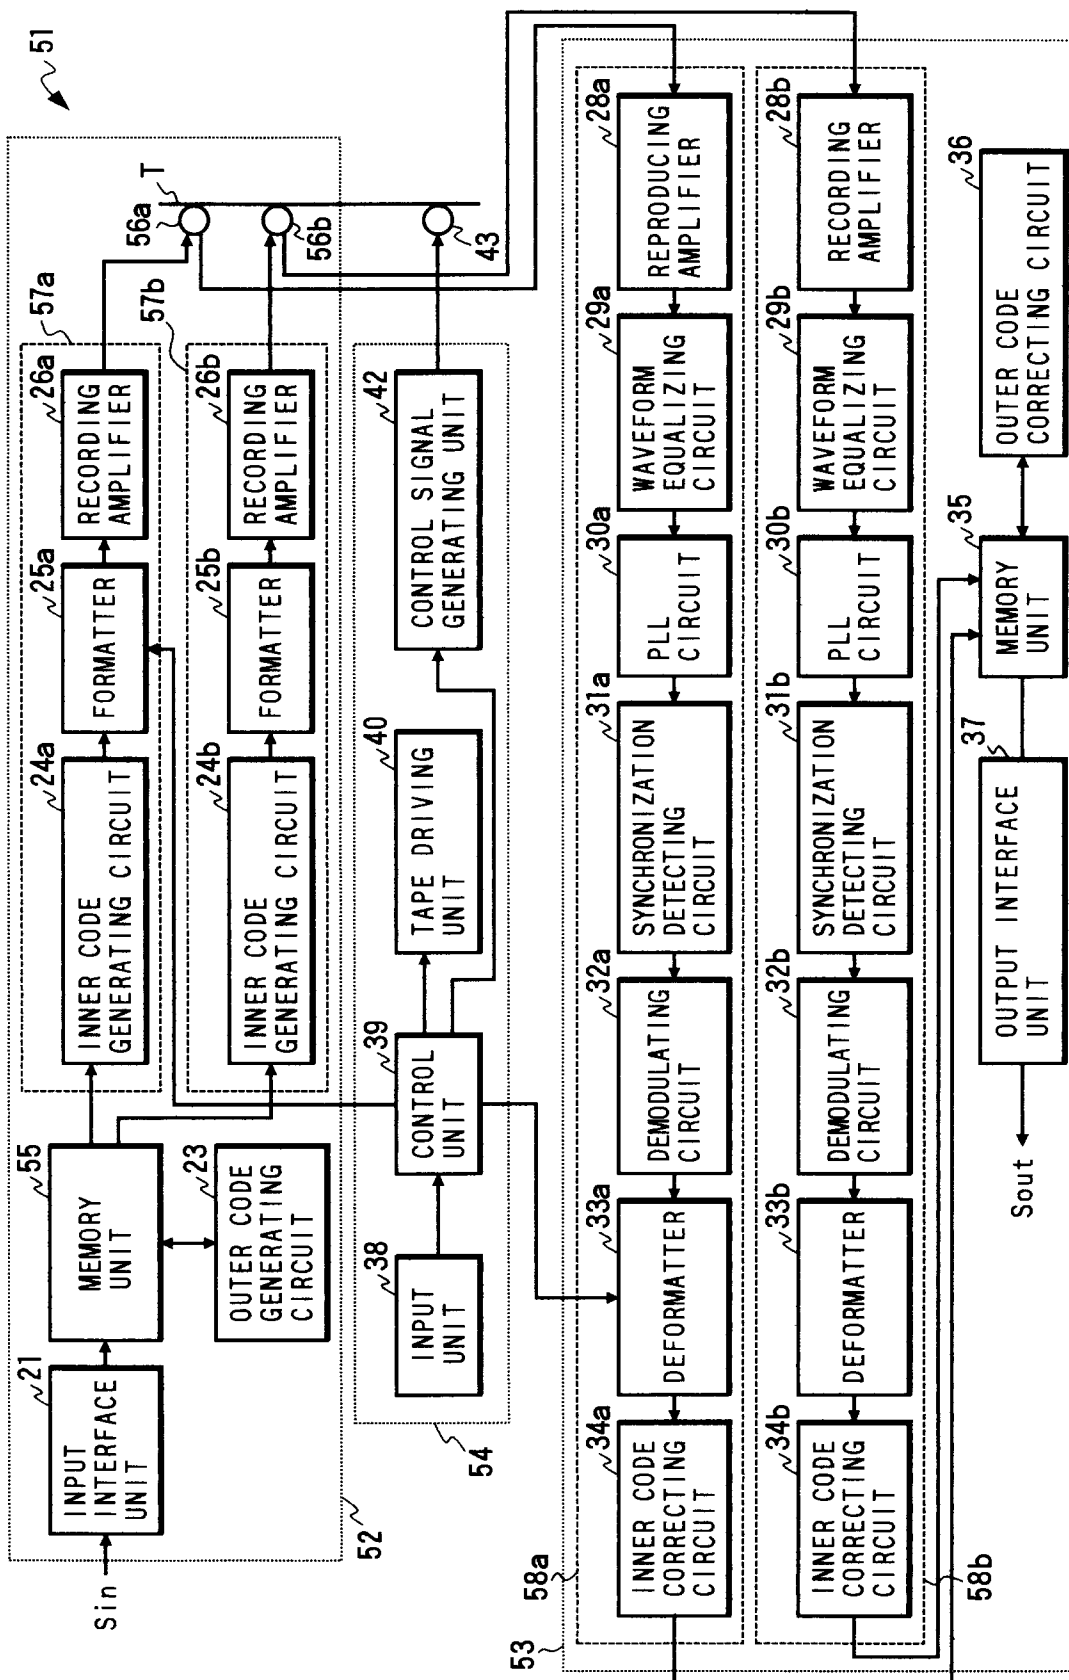 51
Sin
21
INPUT
INTERFACE
UNIT
55
MEMORY
UNIT
23
OUTER CODE
GENERATING
CIRCUIT
24a
INNER CODE
GENERATING CIRCUIT
25a
FORMATTER
26a
RECORDING
AMPLIFIER
57a
24b
INNER CODE
GENERATING CIRCUIT
25b
FORMATTER
26b
RECORDING
AMPLIFIER
57b
56a
T
56b
43
52
38
INPUT
UNIT
39
CONTROL
UNIT
40
TAPE DRIVING
UNIT
42
CONTROL SIGNAL
GENERATING UNIT
54
53
58a
34a
INNER CODE
CORRECTING
CIRCUIT
33a
DEFORMATTER
32a
DEMODULATING
CIRCUIT
31a
SYNCHRONIZATION
DETECTING
CIRCUIT
30a
PLL
CIRCUIT
29a
WAVEFORM
EQUALIZING
CIRCUIT
28a
REPRODUCING
AMPLIFIER
34b
INNER CODE
CORRECTING
CIRCUIT
33b
DEFORMATTER
32b
DEMODULATING
CIRCUIT
31b
SYNCHRONIZATION
DETECTING
CIRCUIT
30b
PLL
CIRCUIT
29b
WAVEFORM
EQUALIZING
CIRCUIT
28b
RECORDING
AMPLIFIER
58b
Sout
37
OUTPUT INTERFACE
UNIT
35
MEMORY
UNIT
36
OUTER CODE
CORRECTING CIRCUIT